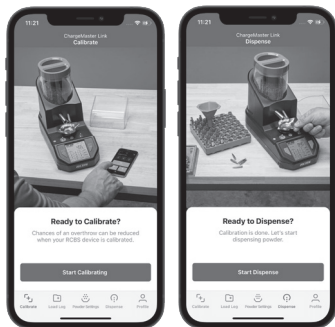 11:21
ChargeMaster Link
Calibrate
Ready to Calibrate?
Chances of an overthrow can be reduced
when your RCBS device is calibrated.
Start Calibrating
Calibrate
Load Log
Powder Settings
Dispense
Profile
11:21
ChargeMaster Link
Dispense
Ready to Dispense?
Calibration is done. Let's start
dispensing powder.
Start Dispense
Calibrate
Load Log
Powder Settings
Dispense
Profile